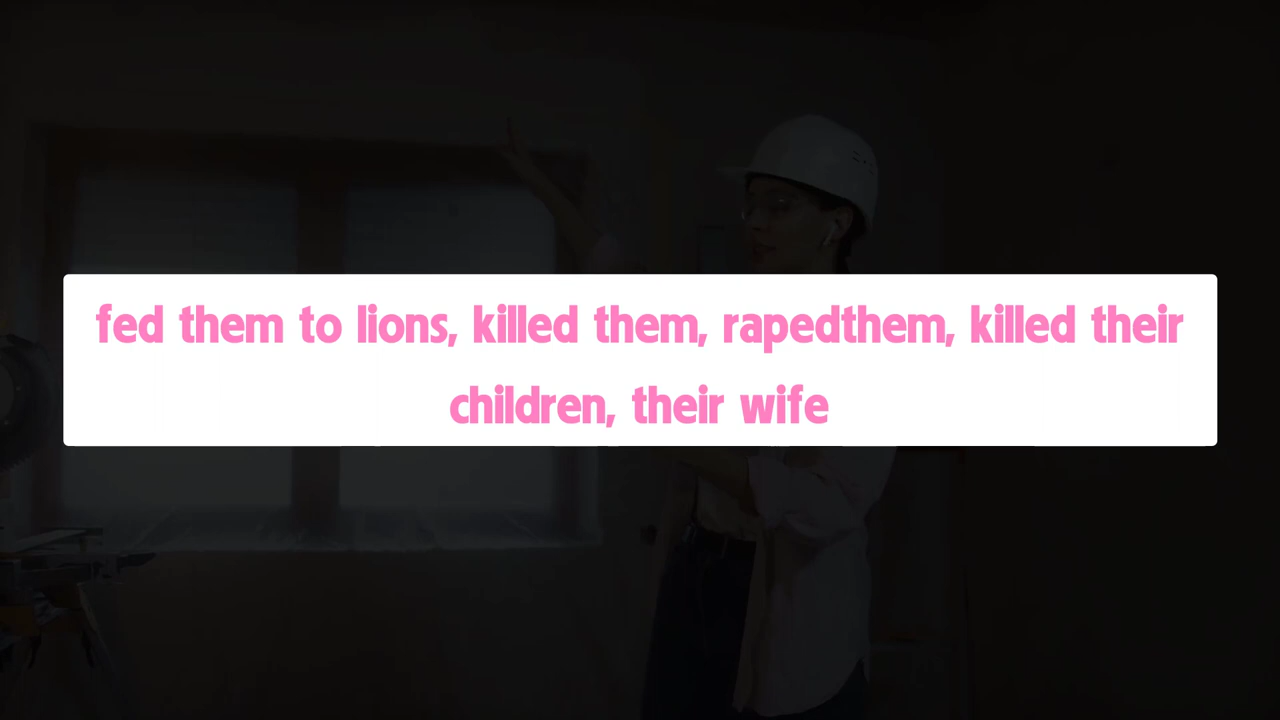 fed them to lions, killed them, rapedthem, killed their
children, their wife